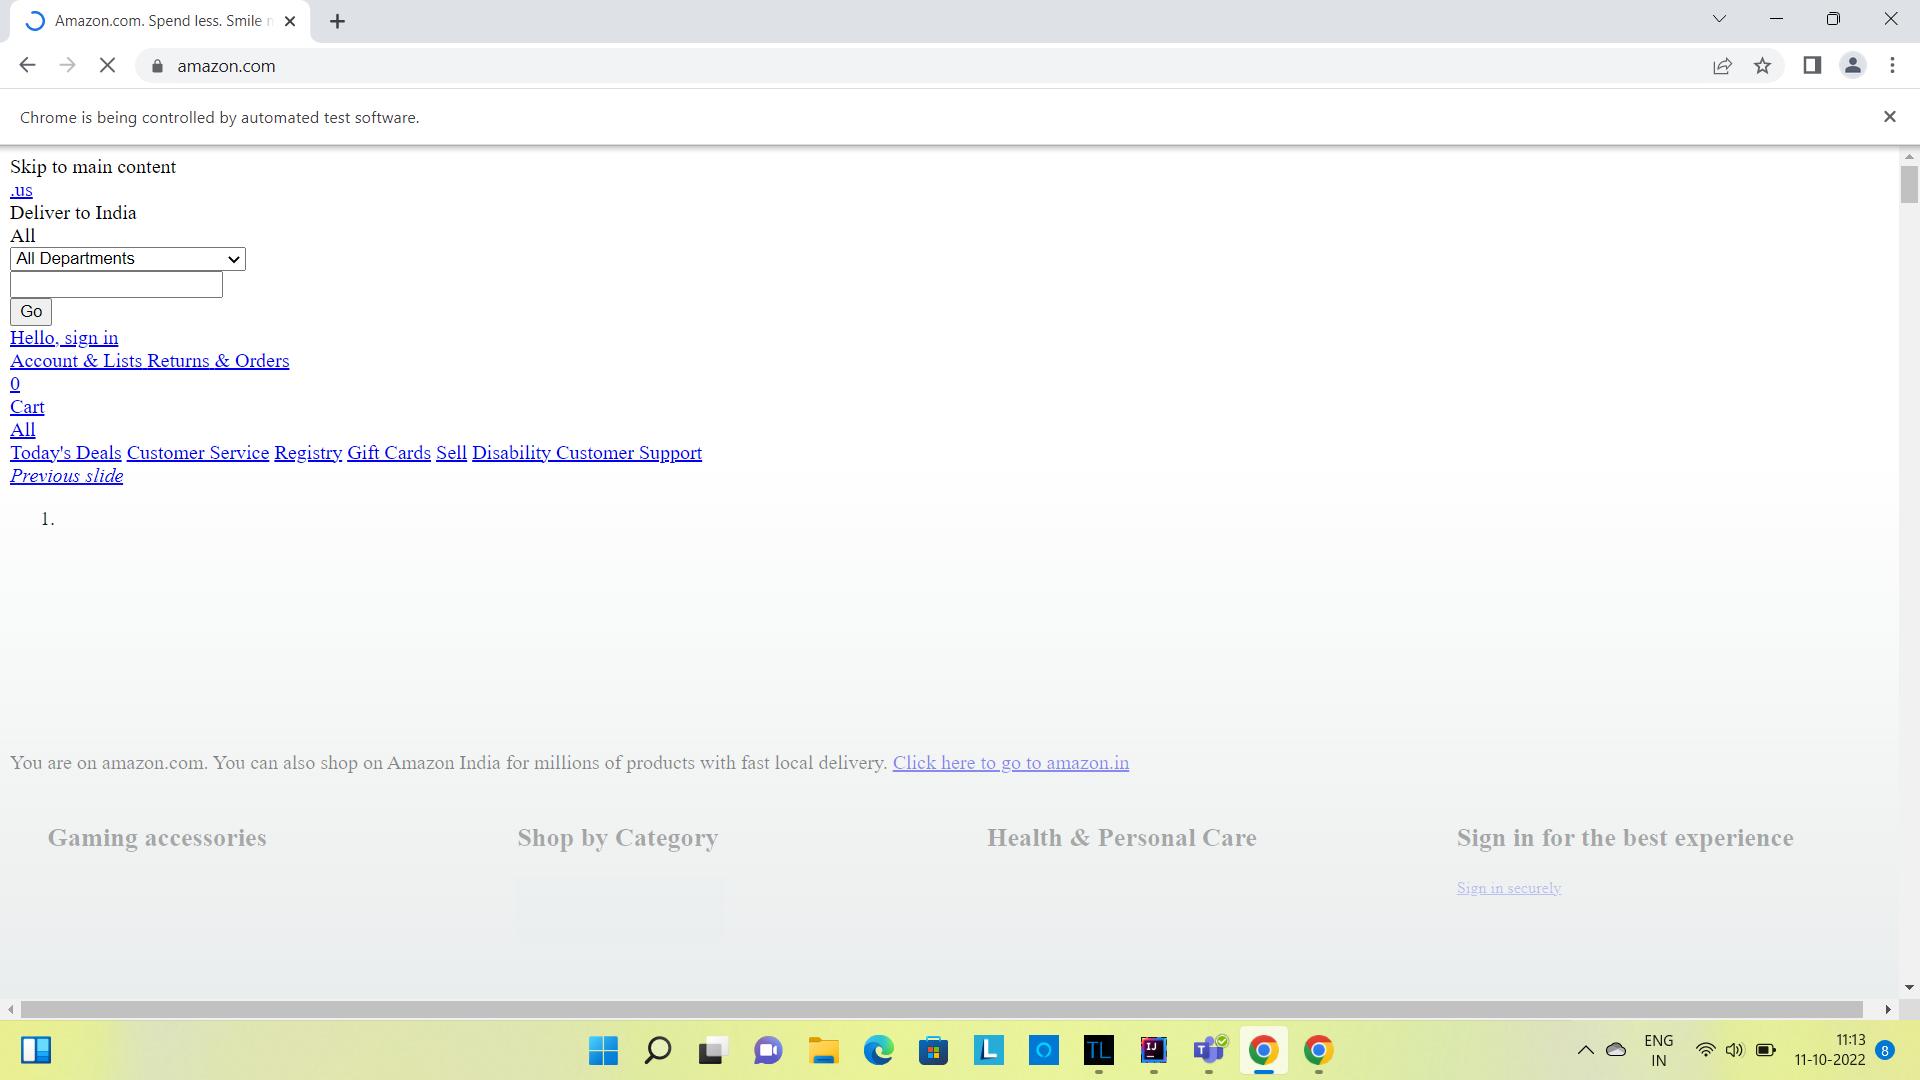 Amazon.com. Spend less. Smile
amazon.com
Chrome is being controlled by automated test software.
Skip to main content
.us
Deliver to India
All
All Departments
Go
Hello, sign in
Account & Lists Returns & Orders
0
Cart
All
Today's Deals Customer Service Registry Gift Cards Sell Disability Customer Support
Previous slide
1.
You are on amazon.com. You can also shop on Amazon India for millions of products with fast local delivery. Click here to go to amazon.in
Gaming accessories Shop by Category Health & Personal Care Sign in for the best experience
Sign in securely
L TL IJ T
ENG 11:13
IN 11-10-2022 8